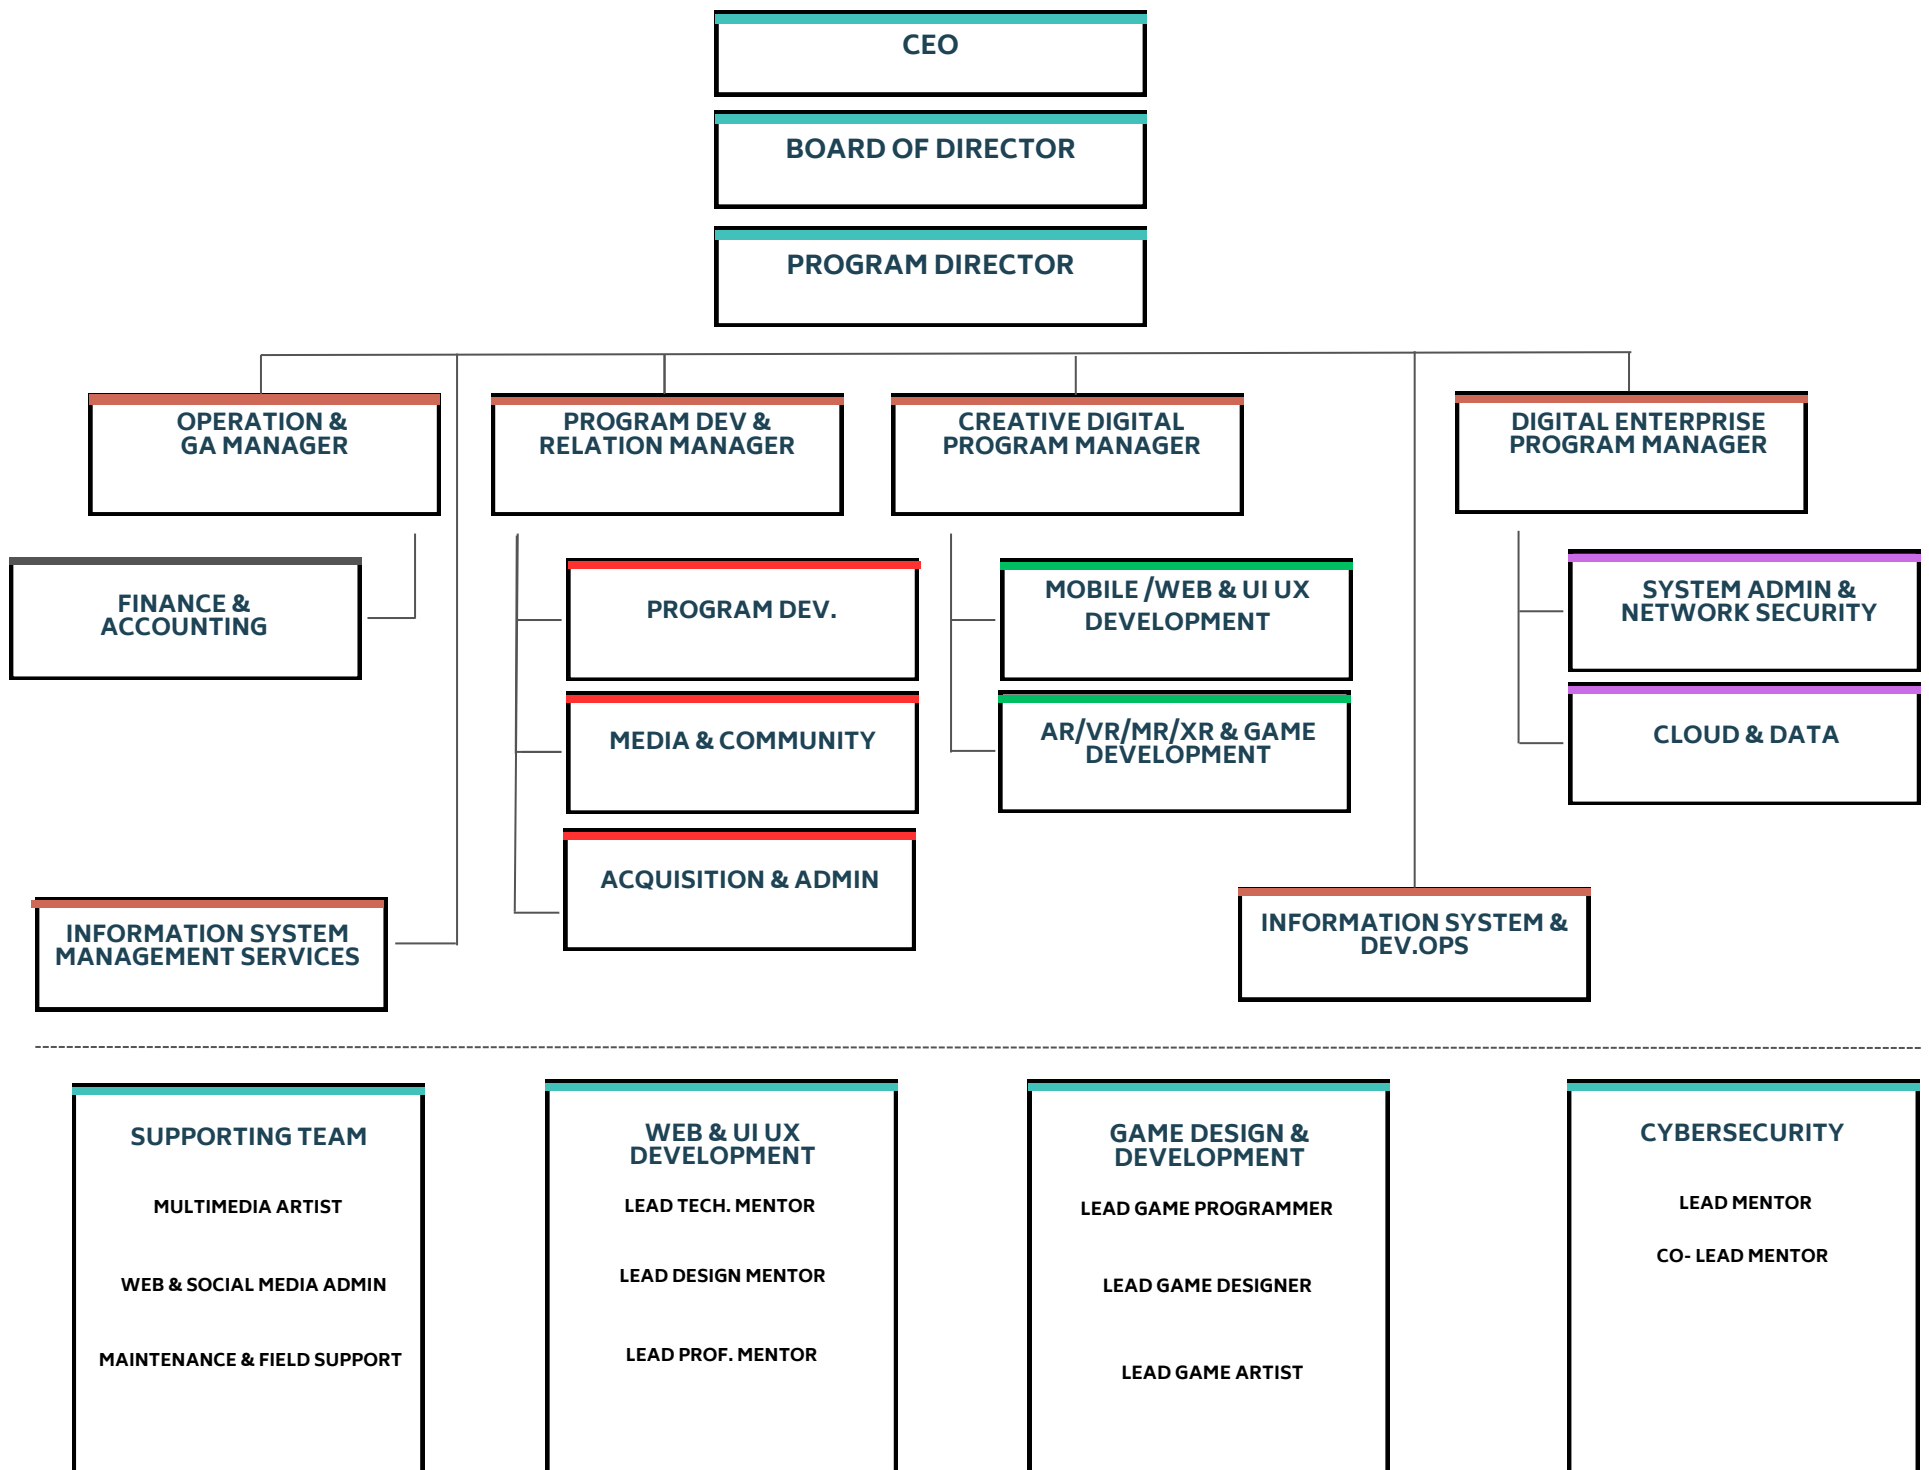 CEO
BOARD OF DIRECTOR
PROGRAM DIRECTOR
OPERATION &
GA MANAGER
PROGRAM DEV &
RELATION MANAGER
CREATIVE DIGITAL
PROGRAM MANAGER
DIGITAL ENTERPRISE
PROGRAM MANAGER
FINANCE &
ACCOUNTING
PROGRAM DEV.
MOBILE /WEB & UI UX
DEVELOPMENT
SYSTEM ADMIN &
NETWORK SECURITY
MEDIA & COMMUNITY
AR/VR/MR/XR & GAME
DEVELOPMENT
CLOUD & DATA
ACQUISITION & ADMIN
INFORMATION SYSTEM
MANAGEMENT SERVICES
INFORMATION SYSTEM &
DEV.OPS
SUPPORTING TEAM
MULTIMEDIA ARTIST
WEB & SOCIAL MEDIA ADMIN
MAINTENANCE & FIELD SUPPORT
WEB & UI UX
DEVELOPMENT
LEAD TECH. MENTOR
LEAD DESIGN MENTOR
LEAD PROF. MENTOR
GAME DESIGN &
DEVELOPMENT
LEAD GAME PROGRAMMER
LEAD GAME DESIGNER
LEAD GAME ARTIST
CYBERSECURITY
LEAD MENTOR
CO- LEAD MENTOR